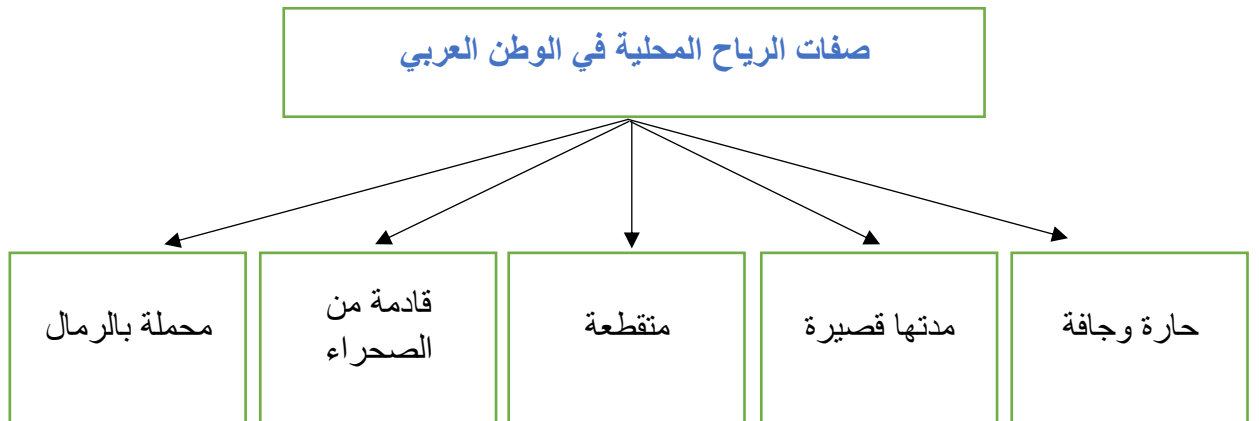 صفات الرياح المحلية في الوطن العربي
حارة وجافة
مدتها قصيرة
متقطعة
قادمة من
الصحراء
محملة بالرمال